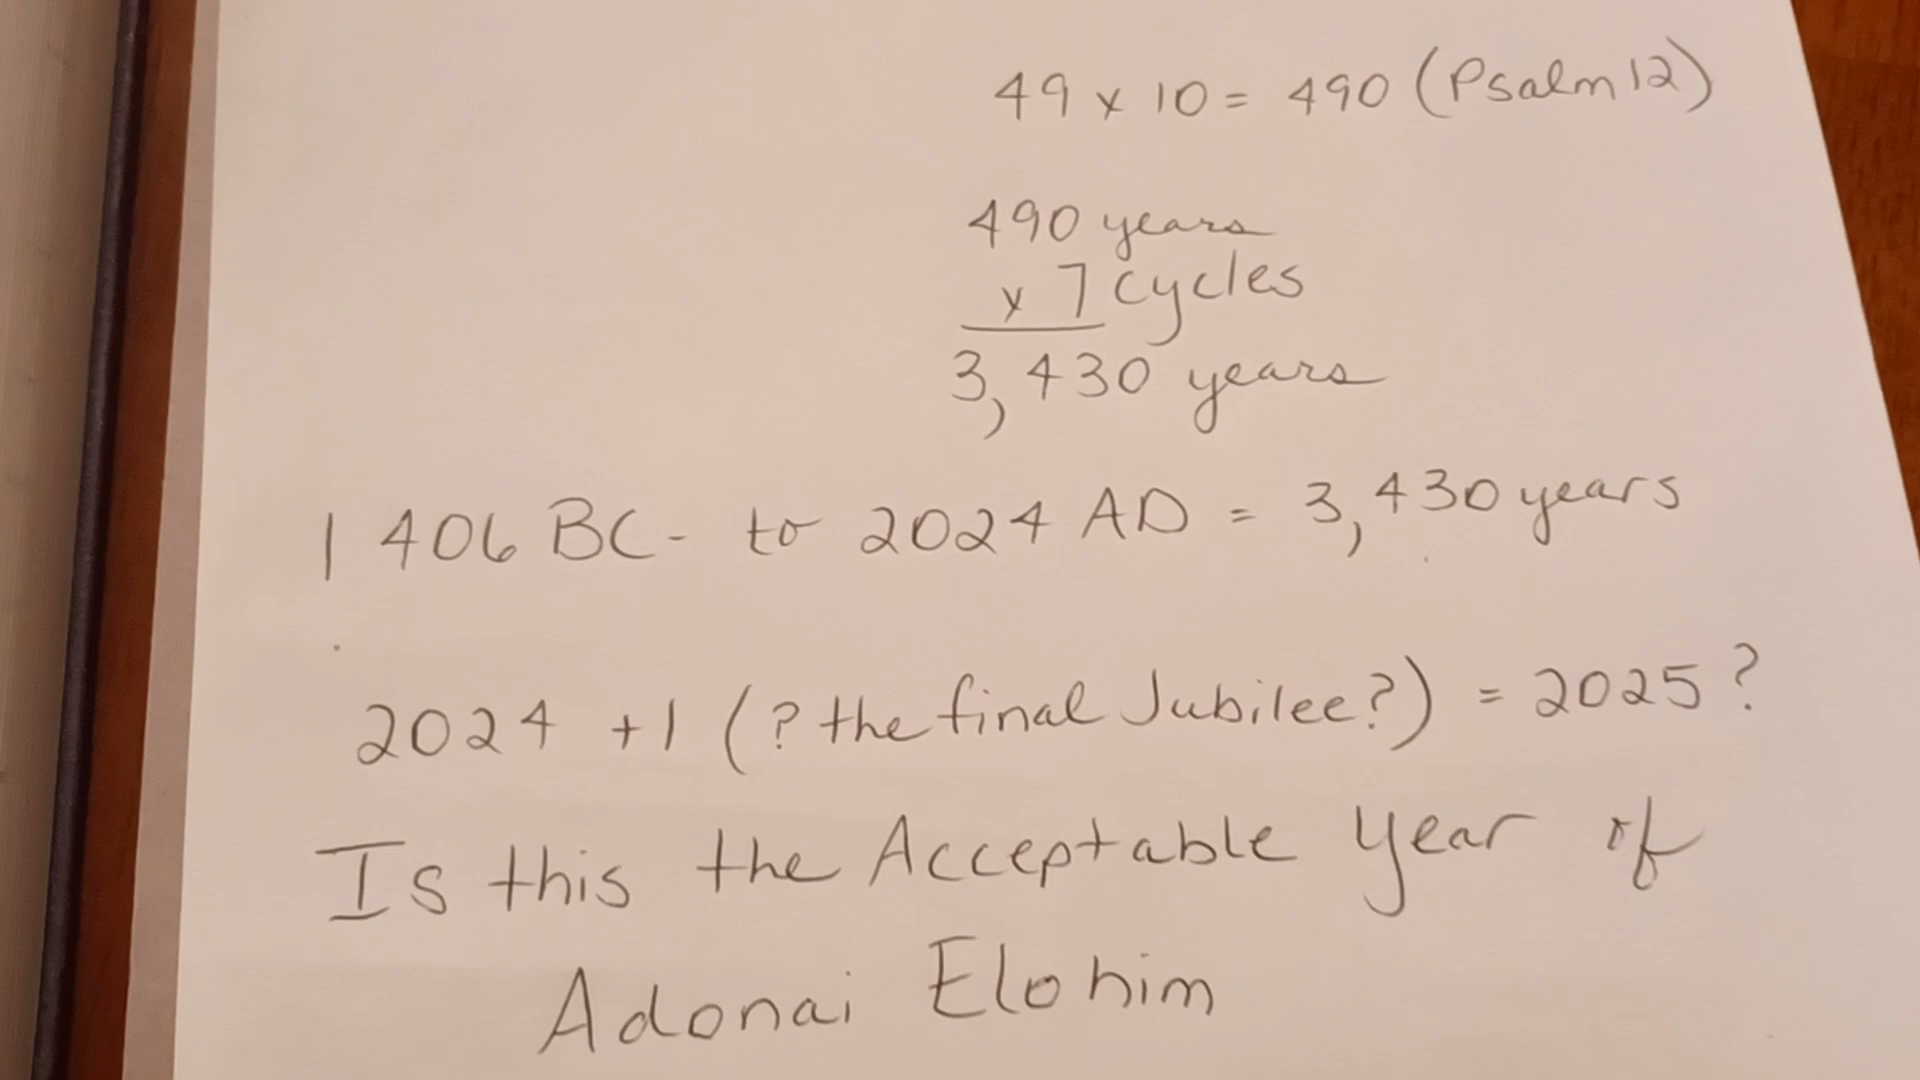 49 x 10 = 490 (Psalm 12)
490 years
x 7 cycles
3,430 years
1406 BC- to 2024 AD = 3,430 years
2024 +1 (? the final Jubilee?) = 2025?
Is this the Acceptable Year of
Adonai Elohim